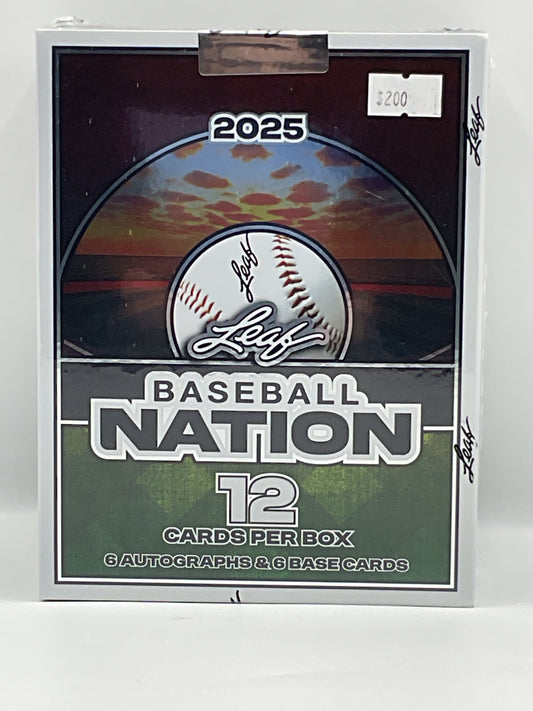 $200
2025
Leaf
Leaf
Leaf
BASEBALL
NATION
Leaf
12
CARDS PER BOX
6 AUTOGRAPHS & 6 BASE CARDS